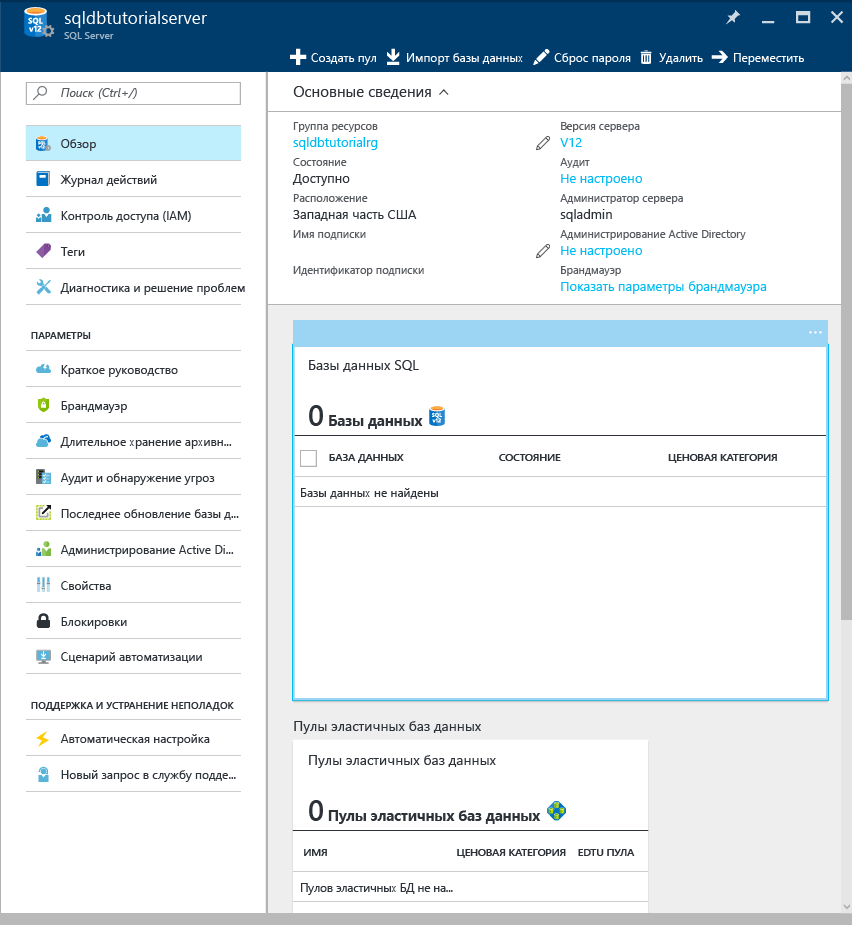 sqldbtutorialserver
SQL Server
Создать пул Импорт базы данных Сброс пароля Удалить Переместить
Поиск (Ctrl+/)
Обзор
Журнал действий
Контроль доступа (IAM)
Теги
Диагностика и решение проблем
ПАРАМЕТРЫ
Краткое руководство
Брандмауэр
Длительное хранение архивн...
Аудит и обнаружение угроз
Последнее обновление базы д...
Администрирование Active Di...
Свойства
Блокировки
Сценарий автоматизации
ПОДДЕРЖКА И УСТРАНЕНИЕ НЕПОЛАДОК
Автоматическая настройка
Новый запрос в службу подде...
Основные сведения
Группа ресурсов
sqldbtutorialrg
Состояние
Доступно
Расположение
Западная часть США
Имя подписки
Идентификатор подписки
Версия сервера
V12
Аудит
Не настроено
Администратор сервера
sqladmin
Администрирование Active Directory
Не настроено
Брандмауэр
Показать параметры брандмауэра
...
Базы данных SQL
0 Базы данных
БАЗА ДАННЫХ СОСТОЯНИЕ ЦЕНОВАЯ КАТЕГОРИЯ
Базы данных не найдены
Пулы эластичных баз данных
Пулы эластичных баз данных
0 Пулы эластичных баз данных
ИМЯ ЦЕНОВАЯ КАТЕГОРИЯ EDTU ПУЛА
Пулов эластичных БД не на...